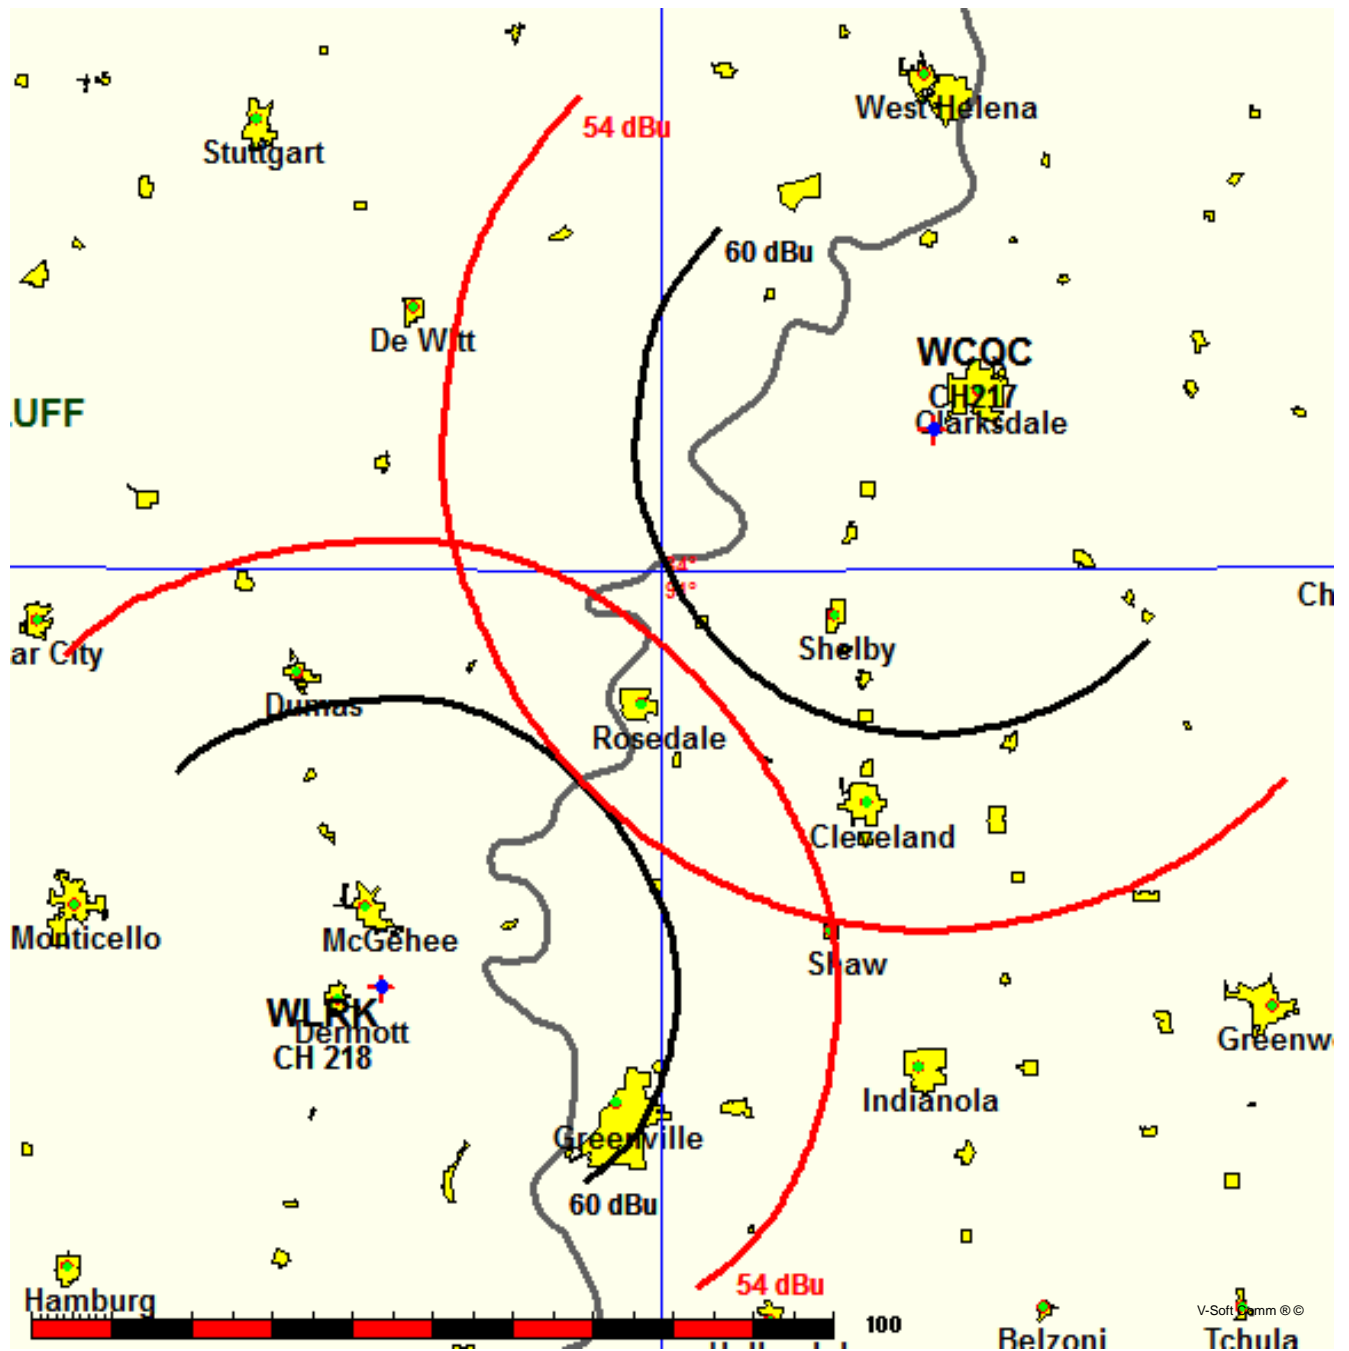 54 dBu
West Helena
Stuttgart
60 dBu
De Witt
WCQC
CH217
Clarksdale
.UFF
34°
91°
Ch
Shelby
ar City
Dumas
Rosedale
Cleveland
Monticello
McGehee
Shaw
WLRK
Dermott
CH 218
Greenw
Indianola
Greenville
60 dBu
54 dBu
Hamburg
100
V-Soft Comm ® ©
Belzoni
Tchula